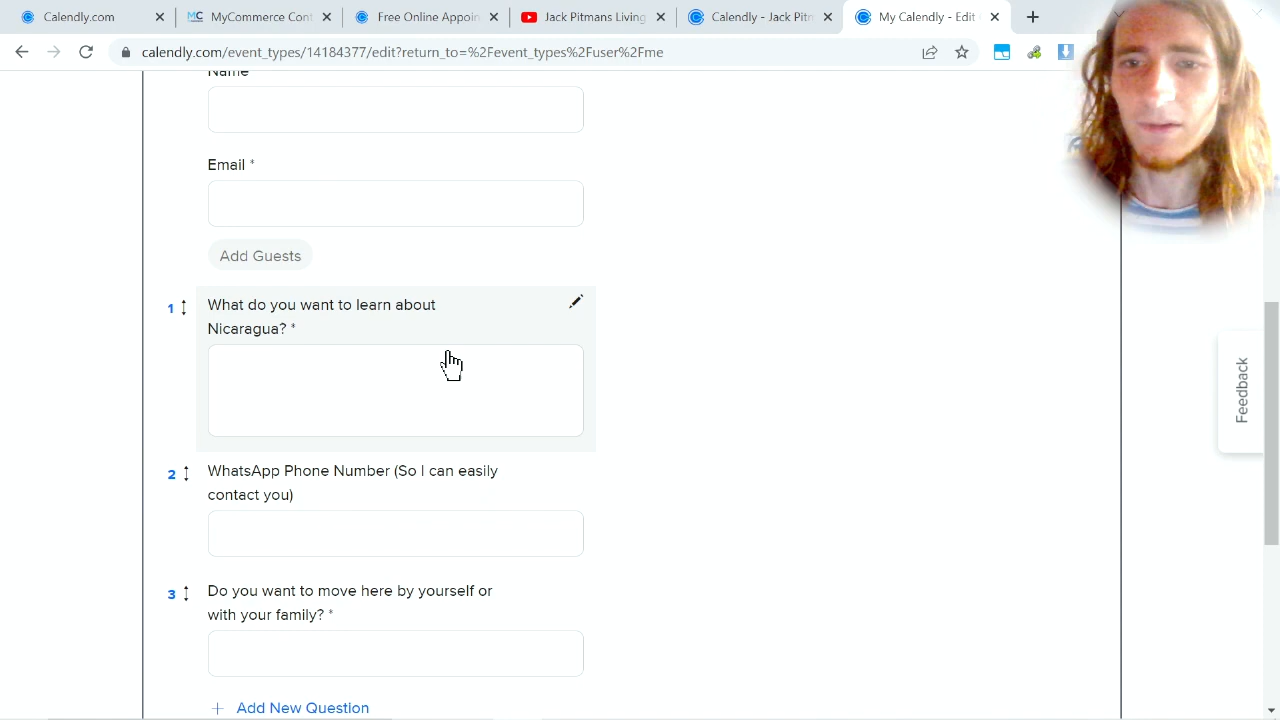 Calendly.com
MyCommerce Cont
Free Online Appoin
Jack Pitmans Living
Calendly - Jack Pitn
My Calendly - Edit
calendly.com/event_types/14184377/edit?return_to=%2Fevent_types%2Fuser%2Fme
Name
Email *
Add Guests
1
What do you want to learn about
Nicaragua? *
2
WhatsApp Phone Number (So I can easily
contact you)
3
Do you want to move here by yourself or
with your family? *
+ Add New Question
Feedback